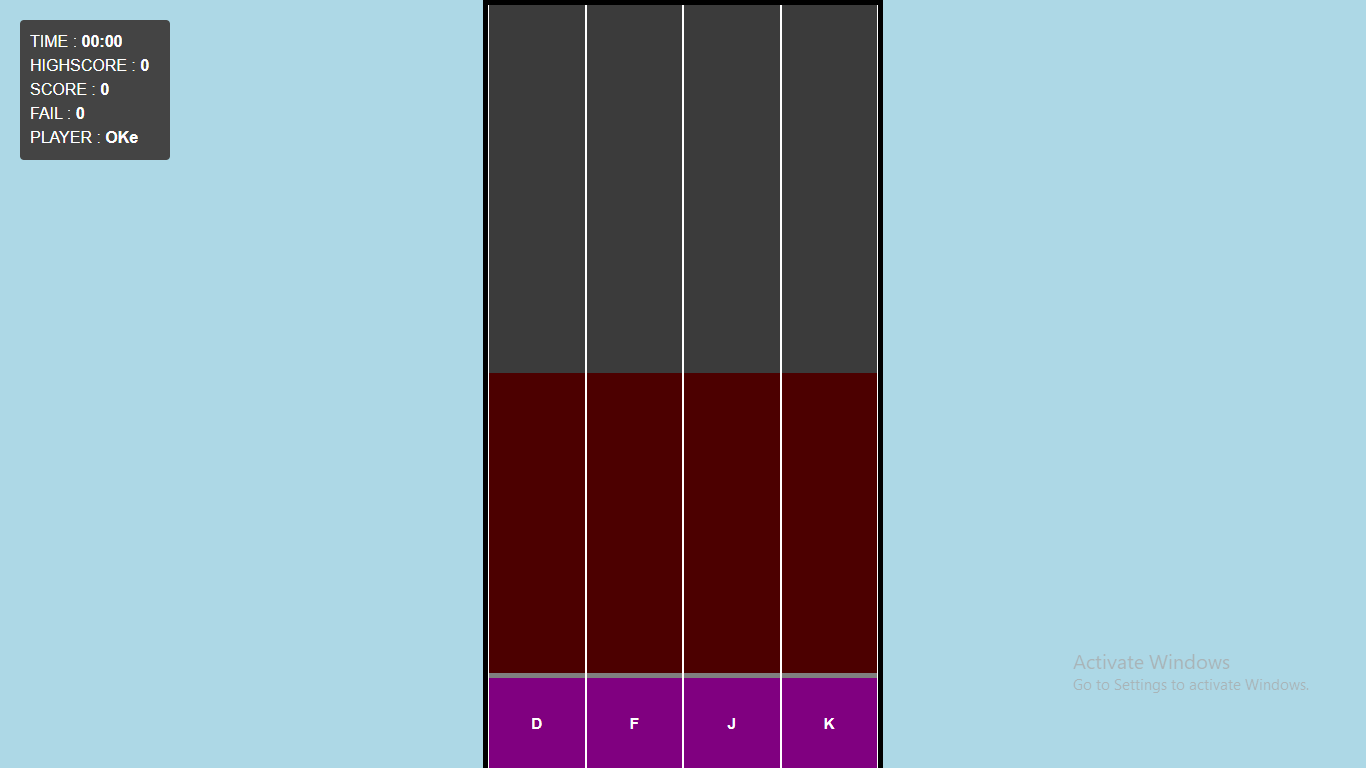 TIME : 00:00
HIGHSCORE : 0
SCORE : 0
FAIL : 0
PLAYER : OKe
Activate Windows
Go to Settings to activate Windows.
D F J K